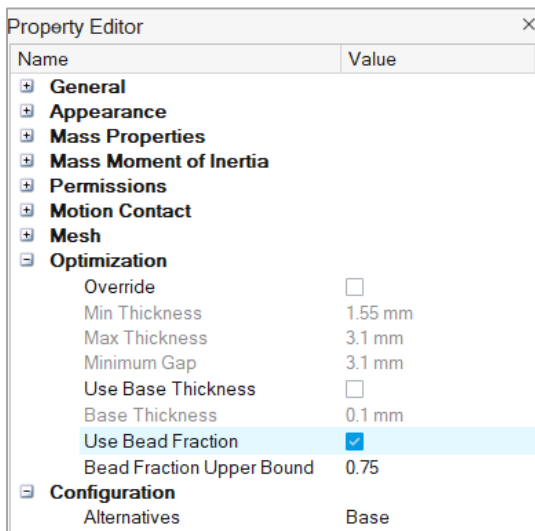 Property Editor
Name Value
General
Appearance
Mass Properties
Mass Moment of Inertia
Permissions
Motion Contact
Mesh
Optimization
Override
Min Thickness 1.55 mm
Max Thickness 3.1 mm
Minimum Gap 3.1 mm
Use Base Thickness
Base Thickness 0.1 mm
Use Bead Fraction
Bead Fraction Upper Bound 0.75
Configuration
Alternatives Base